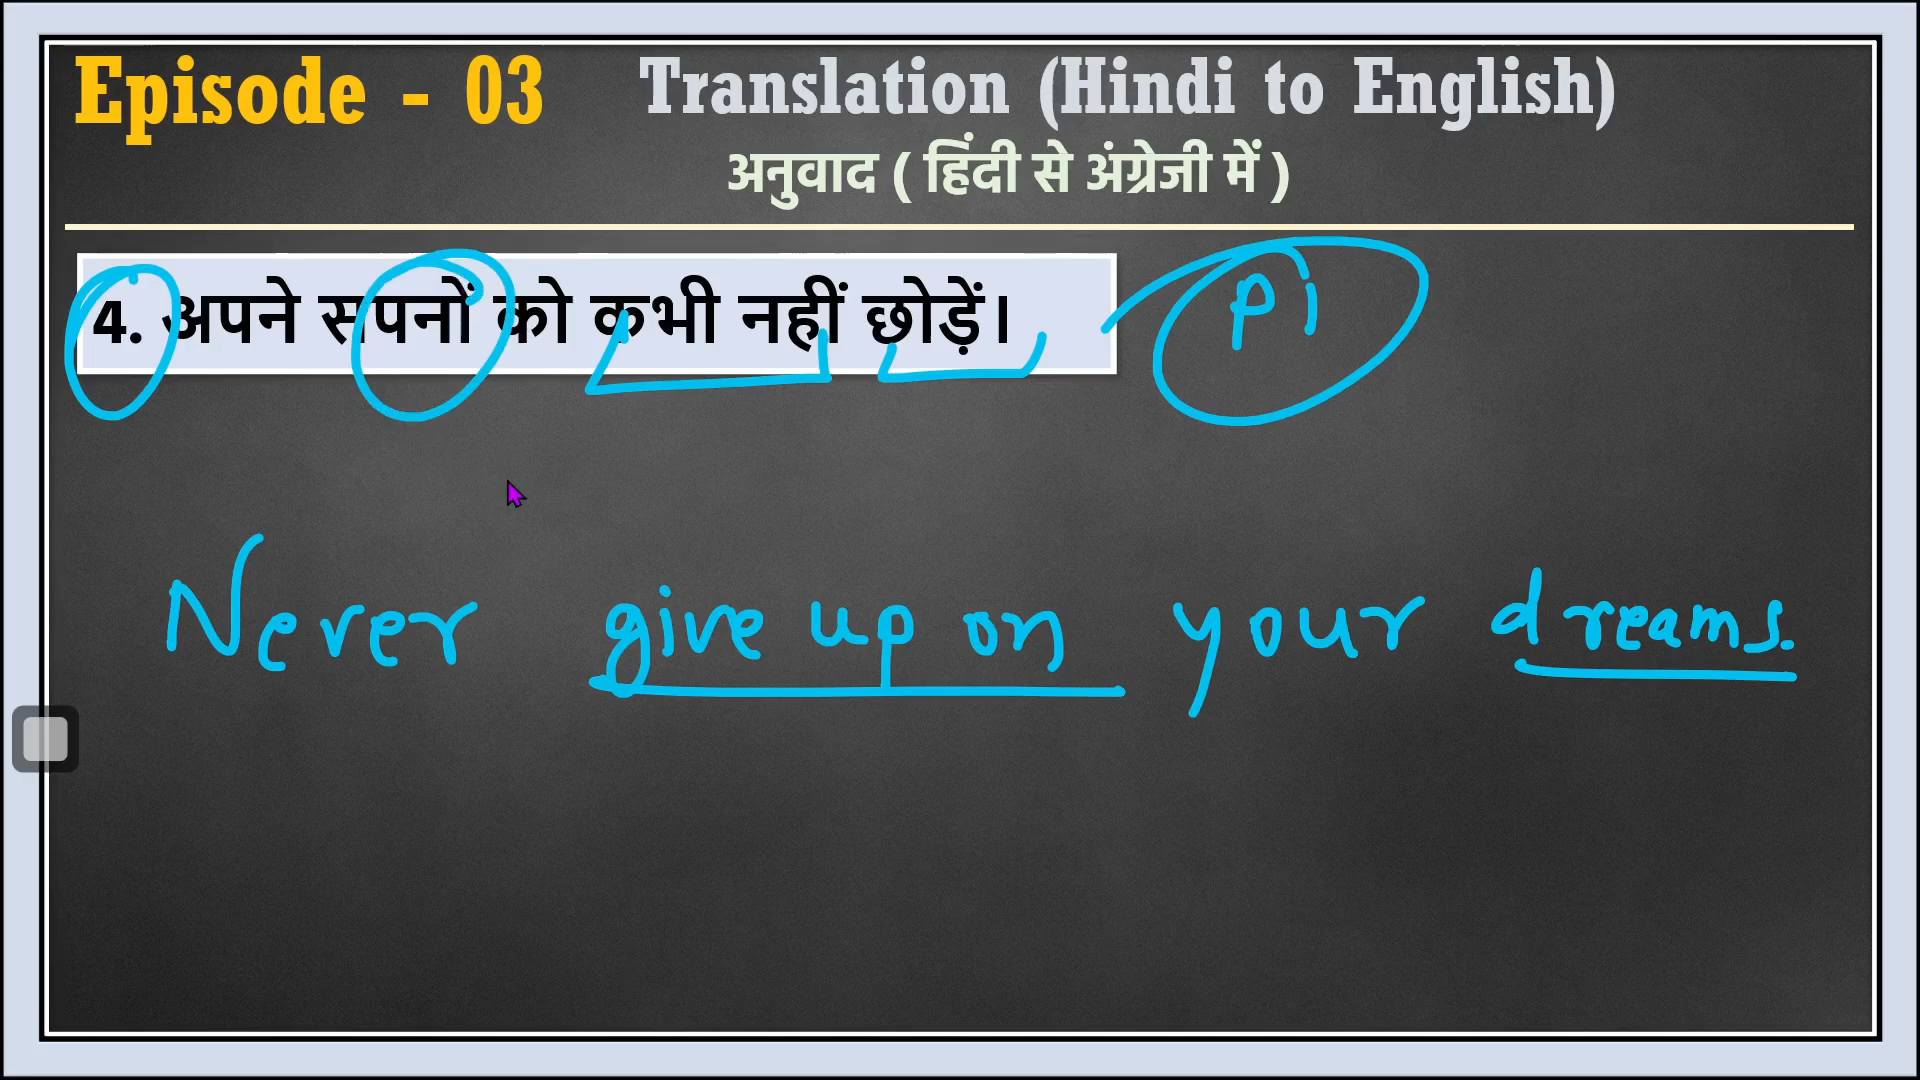 Episode - 03 Translation (Hindi to English)
अनुवाद ( हिंदी से अंग्रेजी में )
4. अपने सपनों को कभी नहीं छोड़ें। Pi
Never give up on your dreams.